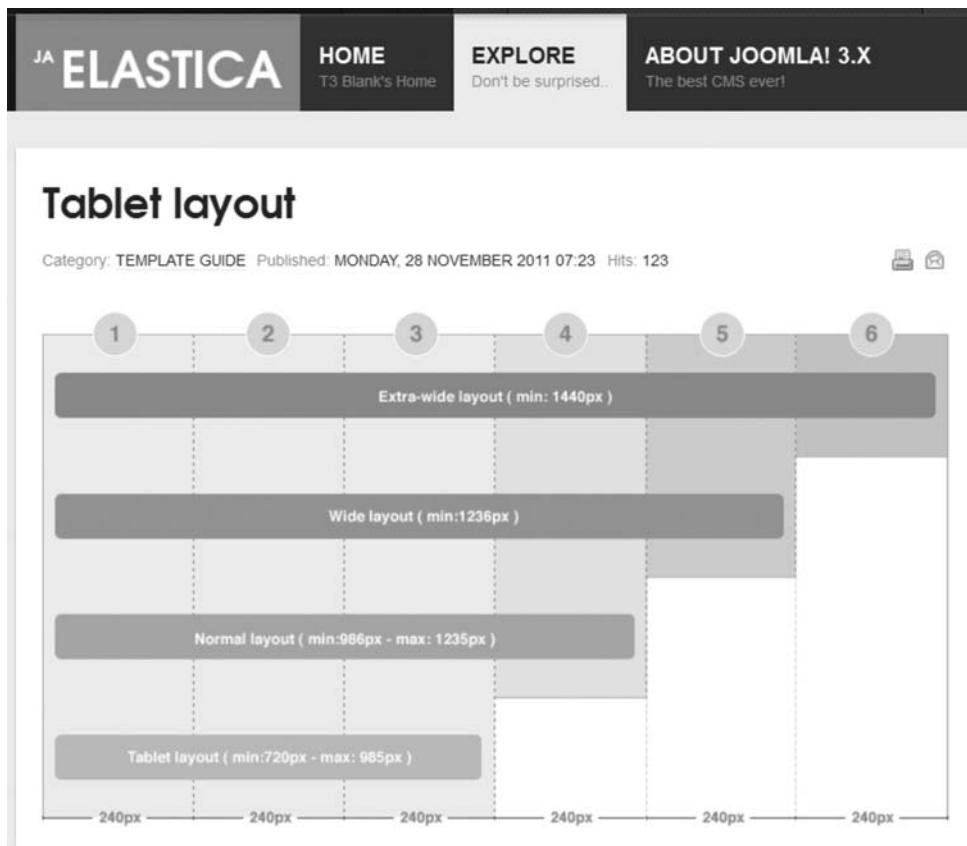 JA ELASTICA
HOME
T3 Blank's Home
EXPLORE
Don't be surprised..
ABOUT JOOMLA! 3.X
The best CMS ever!
Tablet layout
Category: TEMPLATE GUIDE Published: MONDAY, 28 NOVEMBER 2011 07:23 Hits: 123
1 2 3 4 5 6
Extra-wide layout ( min: 1440px )
Wide layout ( min:1236px )
Normal layout ( min:986px - max: 1235px )
Tablet layout ( min:720px - max: 985px )
240px 240px 240px 240px 240px 240px